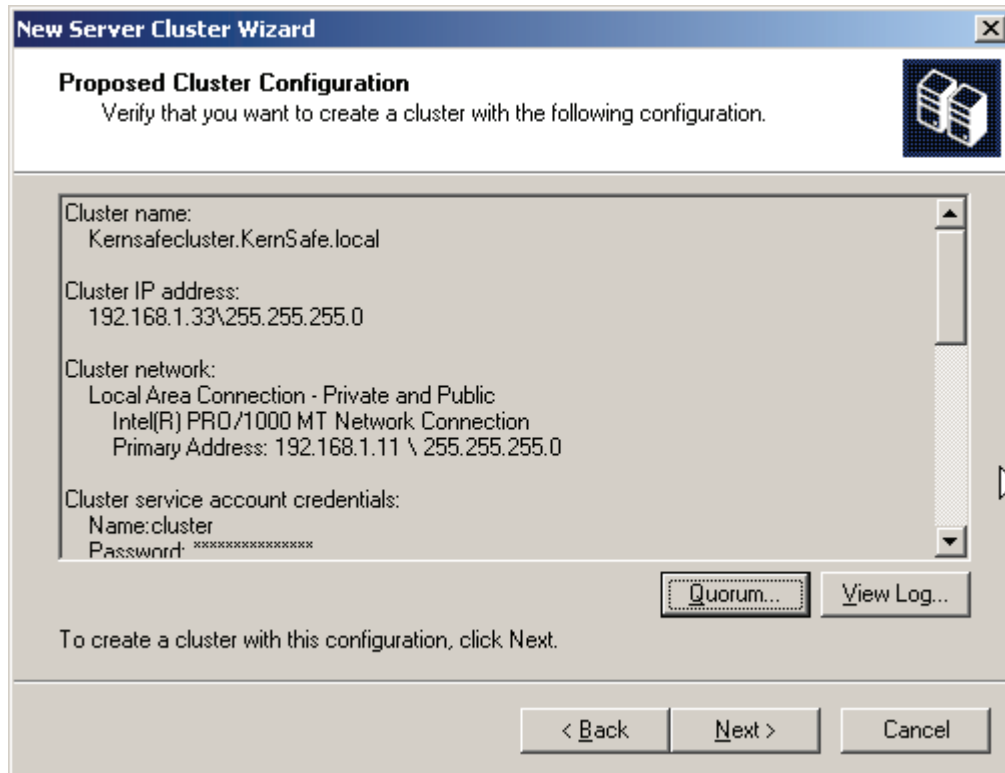 New Server Cluster Wizard
Proposed Cluster Configuration
Verify that you want to create a cluster with the following configuration.
Cluster name:
Kernsafecluster.KernSafe.local
Cluster IP address:
192.168.1.33\255.255.255.0
Cluster network:
Local Area Connection - Private and Public
Intel(R) PRO/1000 MT Network Connection
Primary Address: 192.168.1.11 \ 255.255.255.0
Cluster service account credentials:
Name:cluster
Password: ***************
Quorum... View Log...
To create a cluster with this configuration, click Next.
< Back Next > Cancel